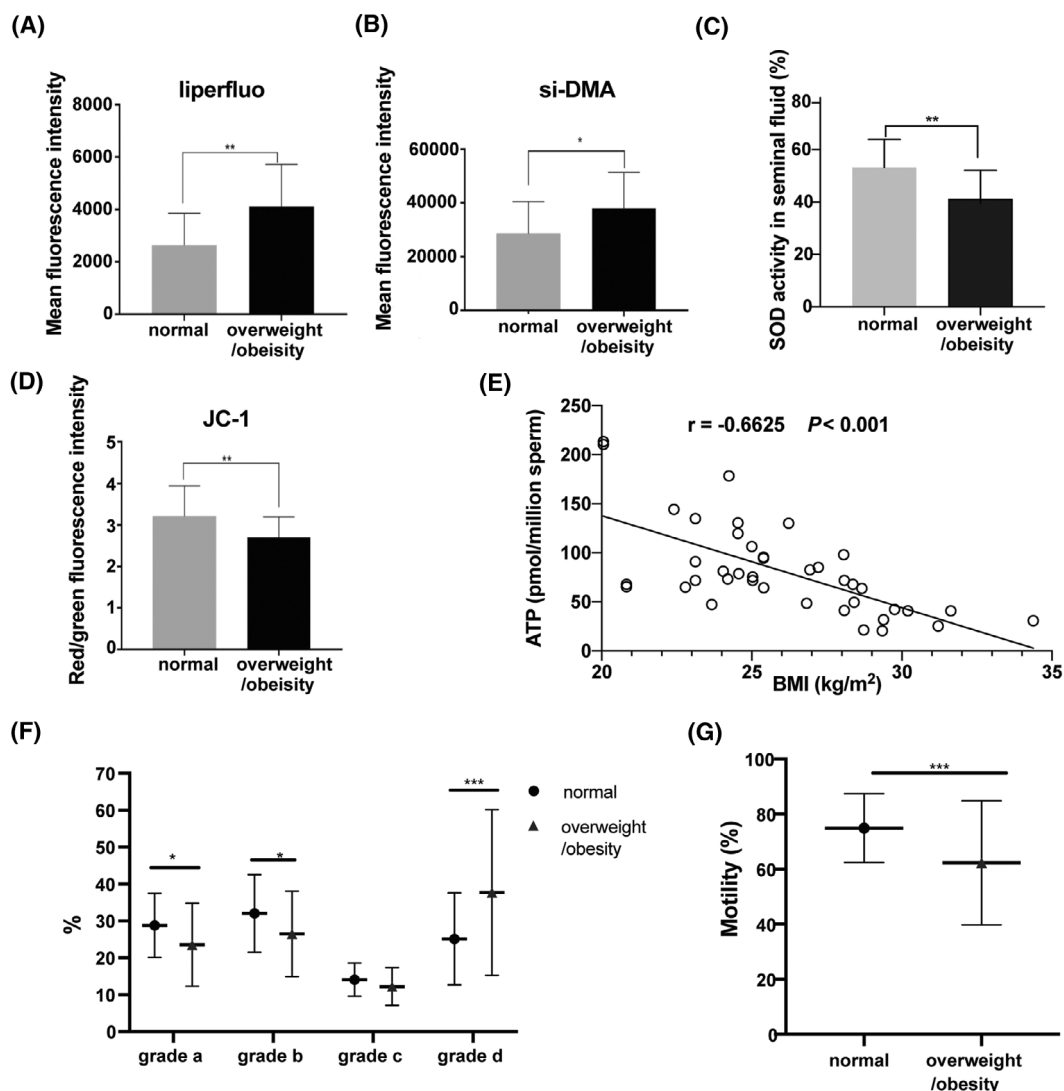 (A)
liperfluo
Mean fluorescence intensity
8000
6000
4000
2000
0
**
normal
overweight
/obeisity
(B)
si-DMA
Mean fluorescence intensity
60000
40000
20000
0
*
normal
overweight
/obeisity
(C)
SOD activity in seminal fluid (%)
80
60
40
20
0
**
normal
overweight
/obeisity
(D)
JC-1
Red/green fluorescence intensity
5
4
3
2
1
0
**
normal
overweight
/obeisity
(E)
r = -0.6625 P< 0.001
ATP (pmol/million sperm)
250
200
150
100
50
0
20 25 30 35
BMI (kg/m²)
(F)
%
70
60
50
40
30
20
10
0
* * ***
normal
overweight
/obesity
grade a grade b grade c grade d
(G)
Motility (%)
100
80
60
40
20
0
***
normal
overweight
/obesity